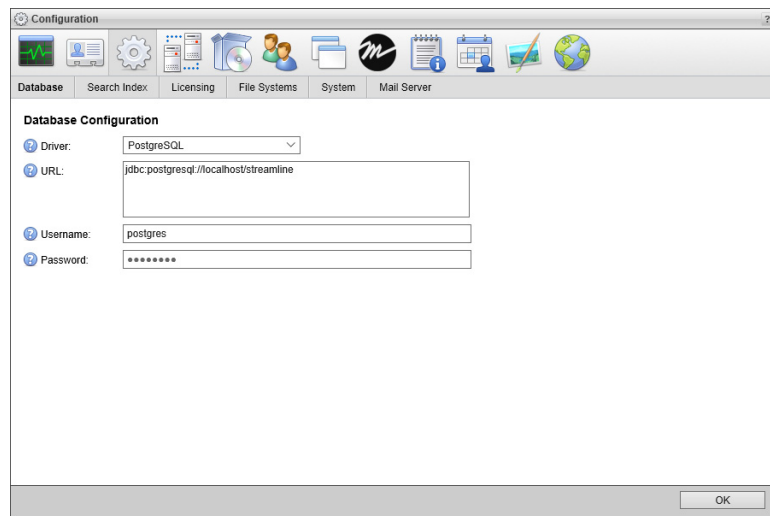 Configuration ?
Database Search Index Licensing File Systems System Mail Server
Database Configuration
? Driver: PostgreSQL
? URL: jdbc:postgresql://localhost/streamline
? Username: postgres
? Password: ●●●●●●●●
OK